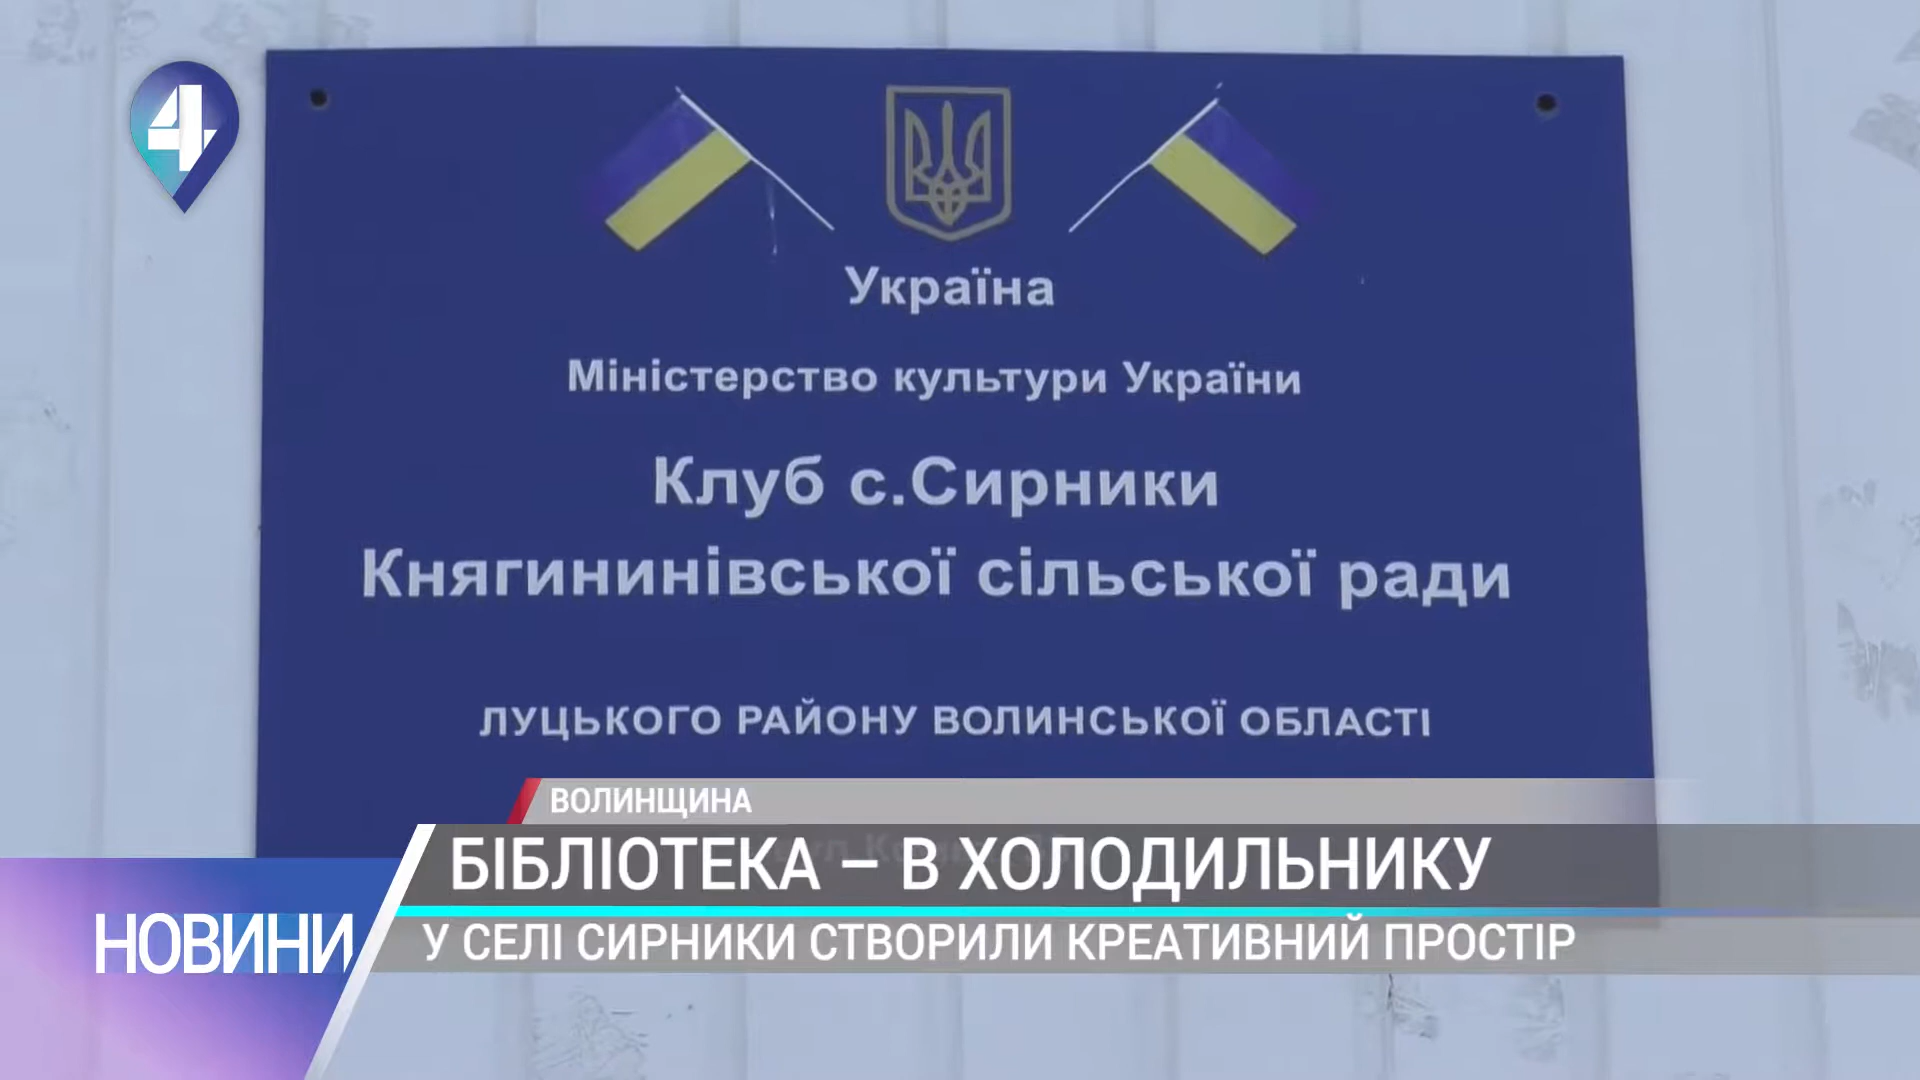 4
Україна
Міністерство культури України
Клуб с.Сирники
Княгининівської сільської ради
ЛУЦЬКОГО РАЙОНУ ВОЛИНСЬКОЇ ОБЛАСТІ
ВОЛИНЩИНА
БІБЛІОТЕКА – В ХОЛОДИЛЬНИКУ
НОВИНИ
У СЕЛІ СИРНИКИ СТВОРИЛИ КРЕАТИВНИЙ ПРОСТІР